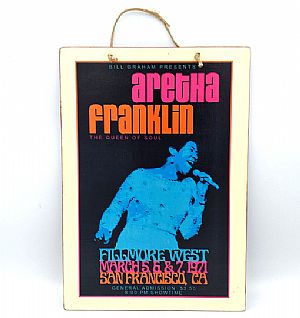 BILL GRAHAM PRESENTS
aretha
franklin
THE QUEEN OF SOUL
FILLMORE WEST
MARCH 5, 6 & 7, 1971
SAN FRANCISCO, CA
GENERAL ADMISSION $3.50
8:00 PM SHOWTIME